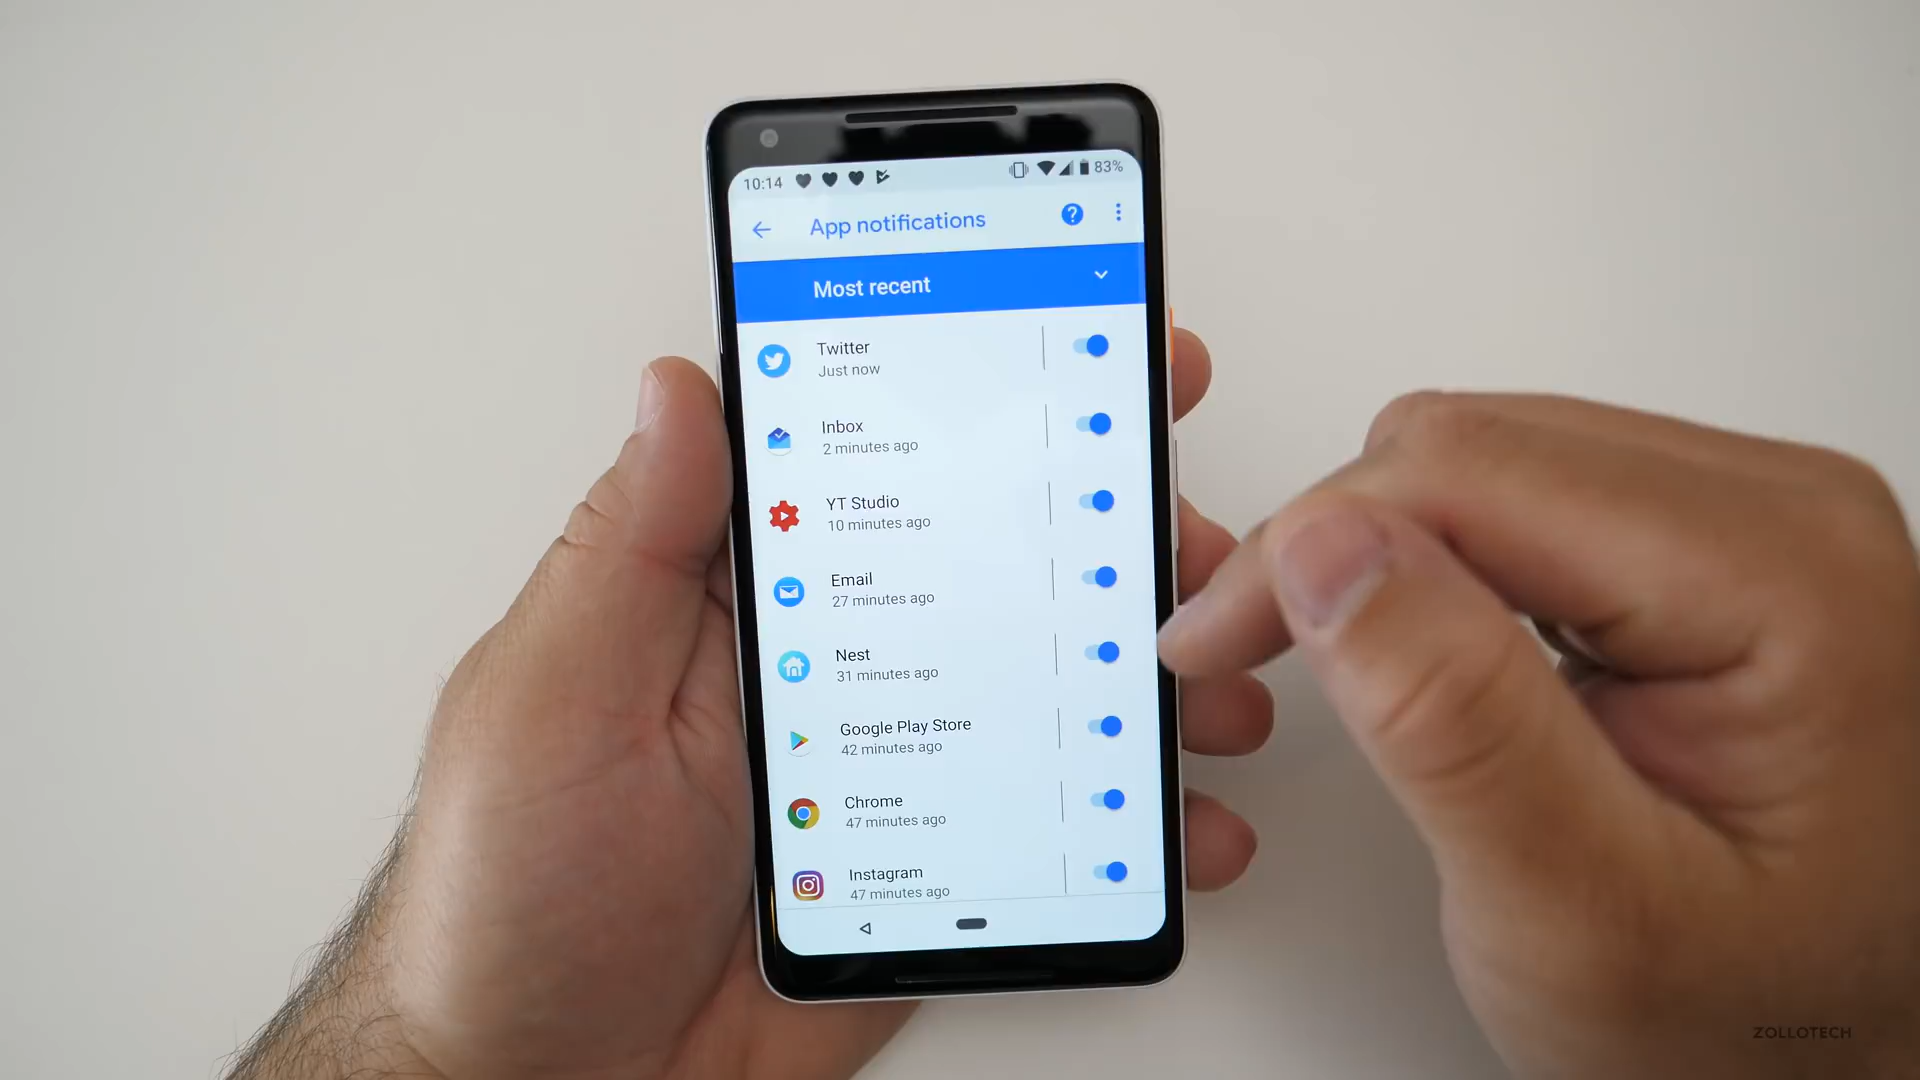 10:14
83%
App notifications
Most recent
Twitter
Just now
Inbox
2 minutes ago
YT Studio
10 minutes ago
Email
27 minutes ago
Nest
31 minutes ago
Google Play Store
42 minutes ago
Chrome
47 minutes ago
Instagram
47 minutes ago
ZOLLOTECH